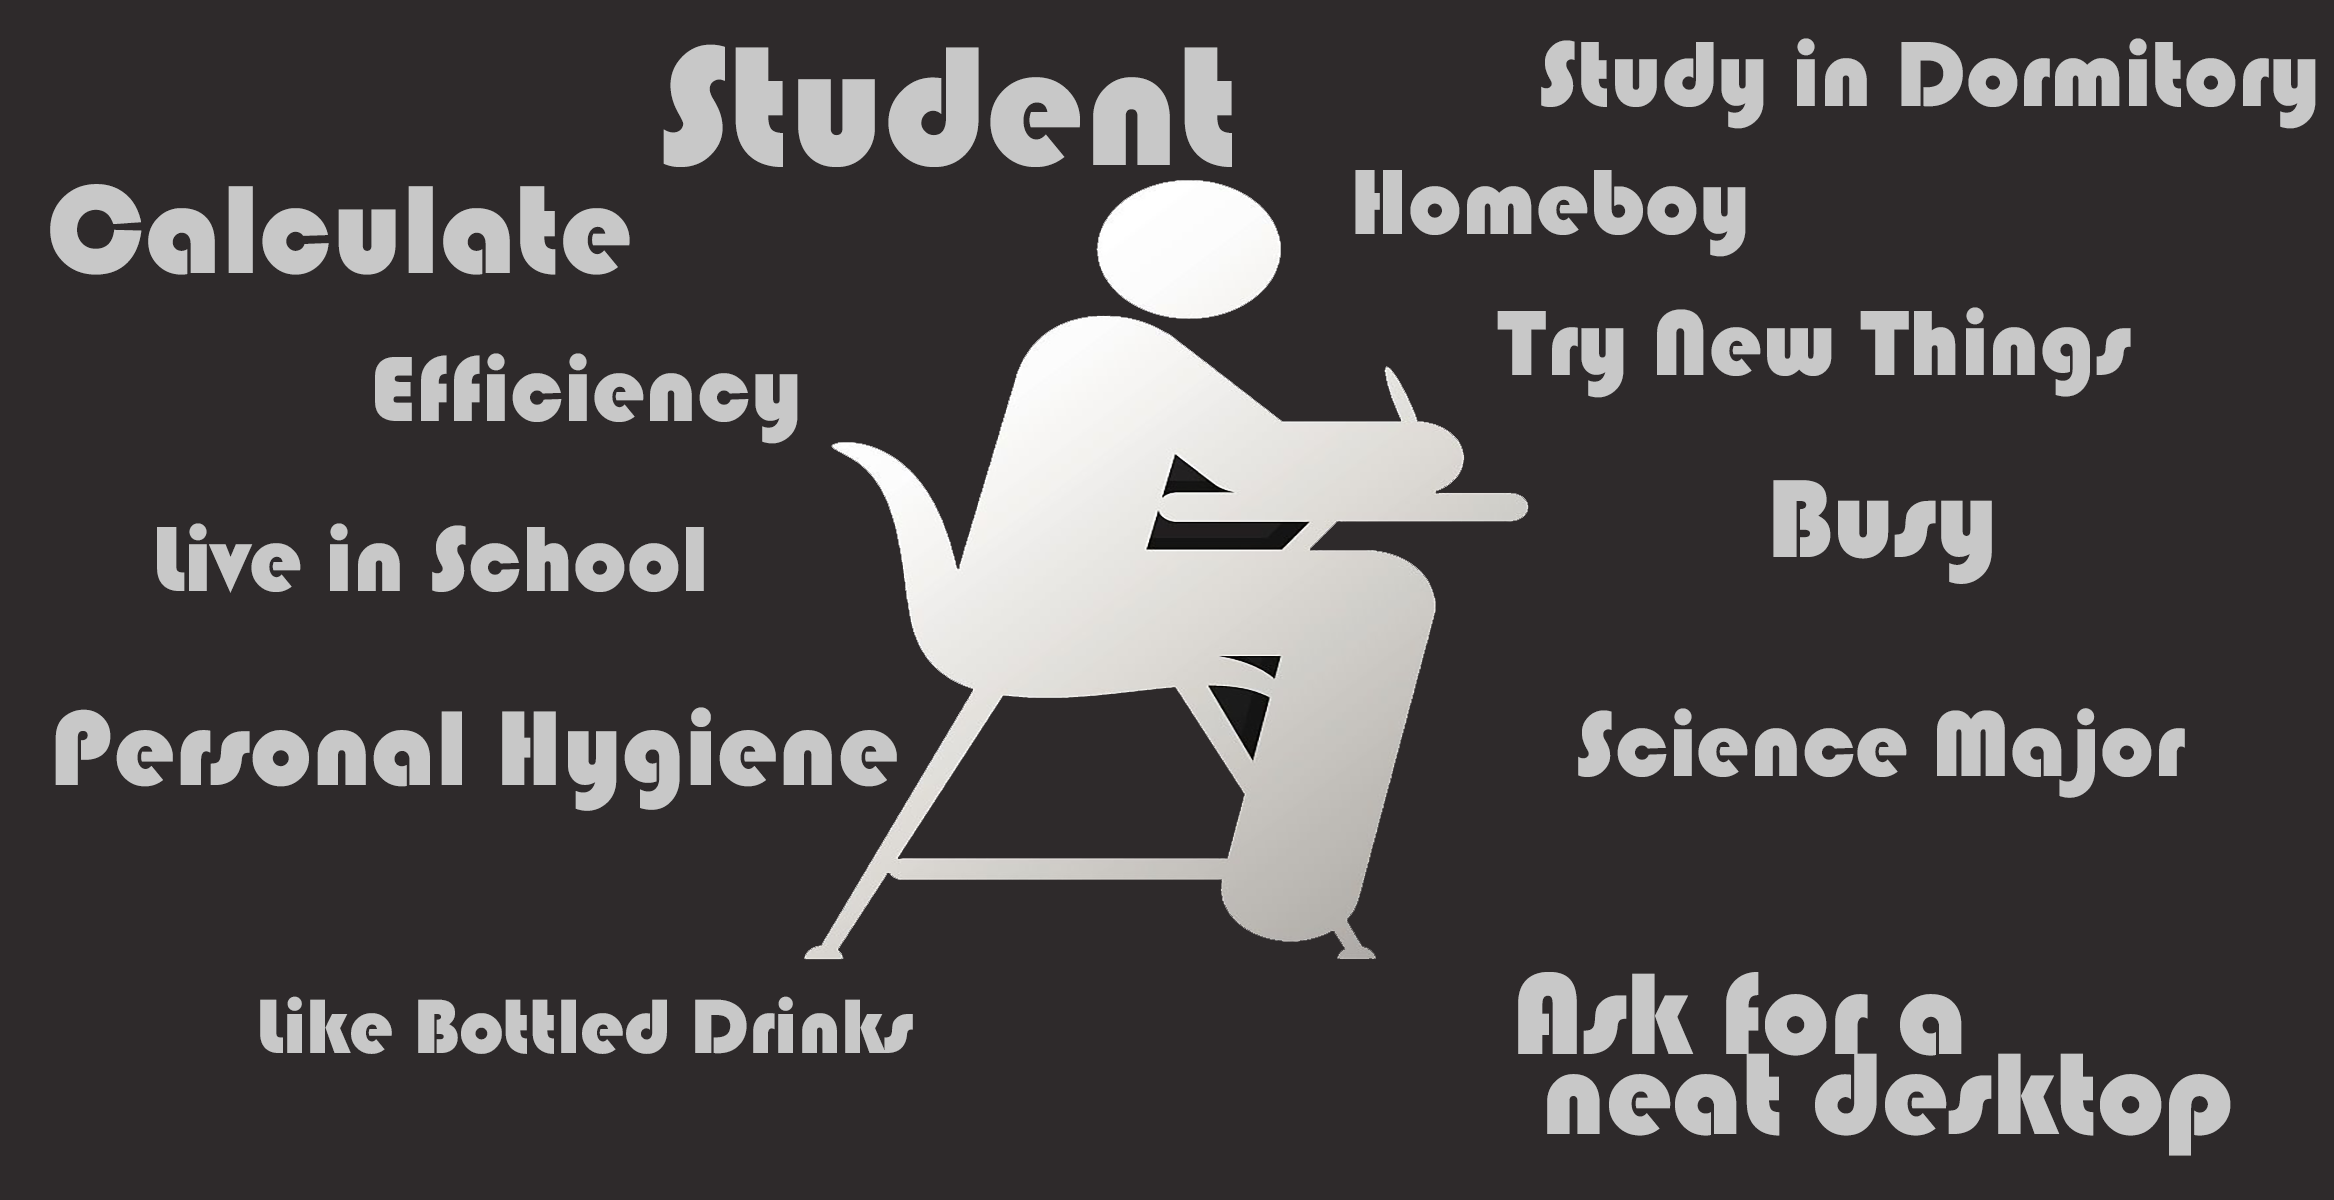 Student
Study in Dormitory
Calculate
Homeboy
Efficiency
Try New Things
Live in School
Busy
Personal Hygiene
Science Major
Like Bottled Drinks
Ask for a
neat desktop